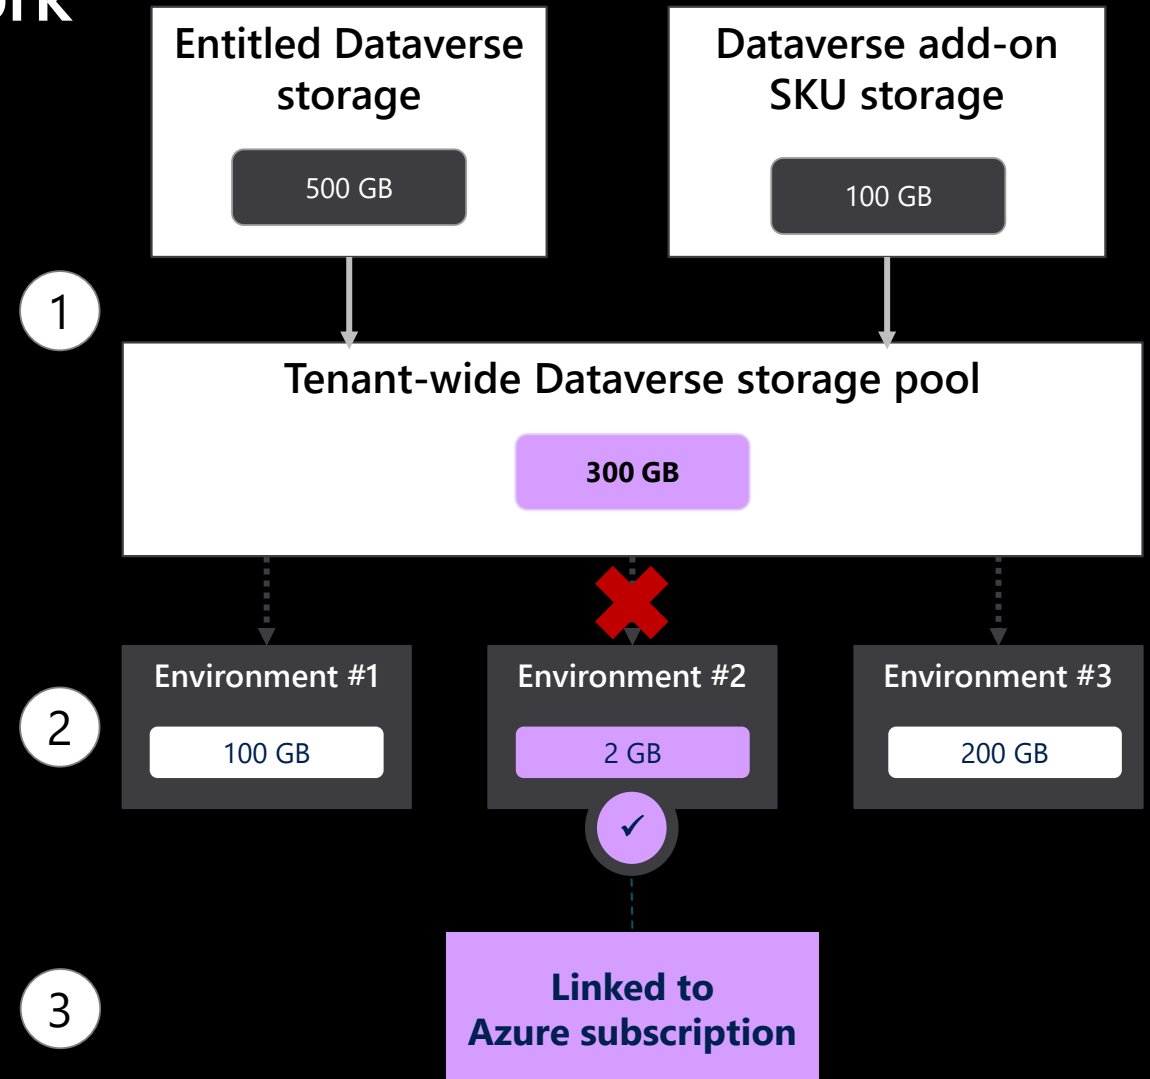 Entitled Dataverse
storage
500 GB
Dataverse add-on
SKU storage
100 GB
1
Tenant-wide Dataverse storage pool
300 GB
2
Environment #1
100 GB
Environment #2
2 GB
✓
Environment #3
200 GB
3
Linked to
Azure subscription